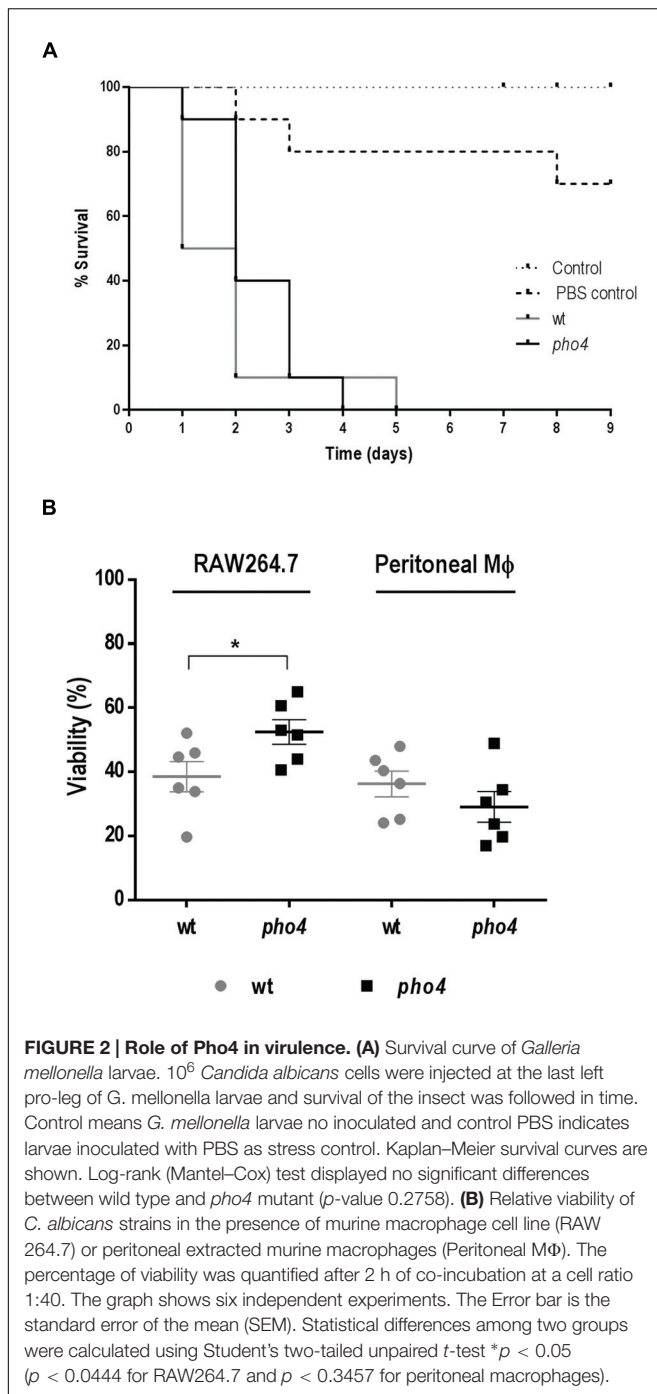 A
100
80
60
40
20
0
% Survival
Control
PBS control
wt
pho4
0 1 2 3 4 5 6 7 8 9
Time (days)
B
RAW264.7 Peritoneal Mϕ
*
100
80
60
40
20
0
Viability (%)
wt pho4 wt pho4
wt pho4
FIGURE 2 | Role of Pho4 in virulence. (A) Survival curve of Galleria
mellonella larvae. 10⁶ Candida albicans cells were injected at the last left
pro-leg of G. mellonella larvae and survival of the insect was followed in time.
Control means G. mellonella larvae no inoculated and control PBS indicates
larvae inoculated with PBS as stress control. Kaplan–Meier survival curves are
shown. Log-rank (Mantel–Cox) test displayed no significant differences
between wild type and pho4 mutant (p-value 0.2758). (B) Relative viability of
C. albicans strains in the presence of murine macrophage cell line (RAW
264.7) or peritoneal extracted murine macrophages (Peritoneal MΦ). The
percentage of viability was quantified after 2 h of co-incubation at a cell ratio
1:40. The graph shows six independent experiments. The Error bar is the
standard error of the mean (SEM). Statistical differences among two groups
were calculated using Student's two-tailed unpaired t-test *p < 0.05
(p < 0.0444 for RAW264.7 and p < 0.3457 for peritoneal macrophages).